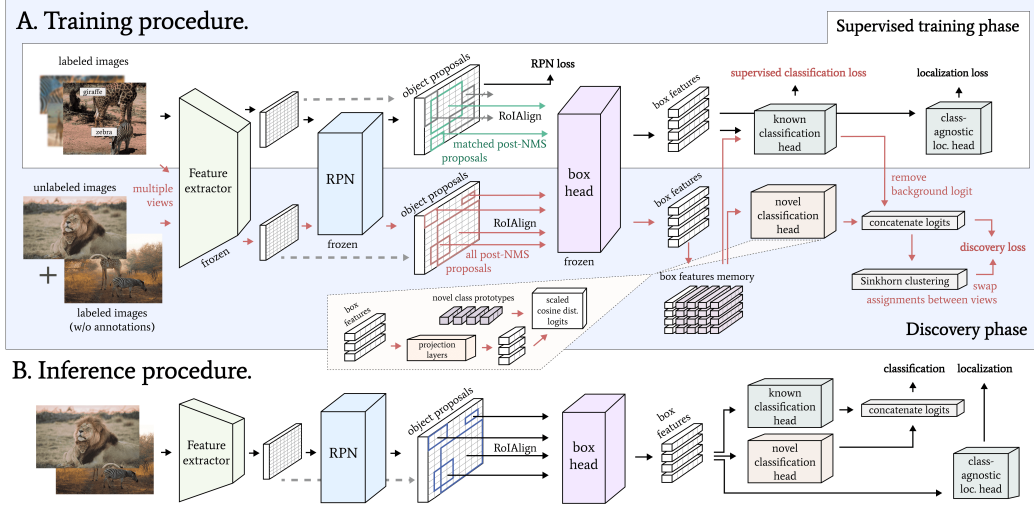 A. Training procedure.
Supervised training phase
labeled images
giraffe
zebra
object proposals
RPN loss
RoIAlign
matched post-NMS
proposals
box features
supervised classification loss
localization loss
known
classification
head
class-
agnostic
loc. head
Feature
extractor
frozen
RPN
frozen
box
head
frozen
multiple
views
unlabeled images
labeled images
(w/o annotations)
object proposals
RoIAlign
all post-NMS
proposals
box features
box features memory
novel
classification
head
remove
background logit
concatenate logits
discovery loss
Sinkhorn clustering
swap
assignments between views
box
features
projection
layers
novel class prototypes
scaled
cosine dist.
logits
Discovery phase
B. Inference procedure.
Feature
extractor
RPN
object proposals
RoIAlign
box
head
box
features
known
classification
head
novel
classification
head
concatenate logits
classification
localization
class-
agnostic
loc. head